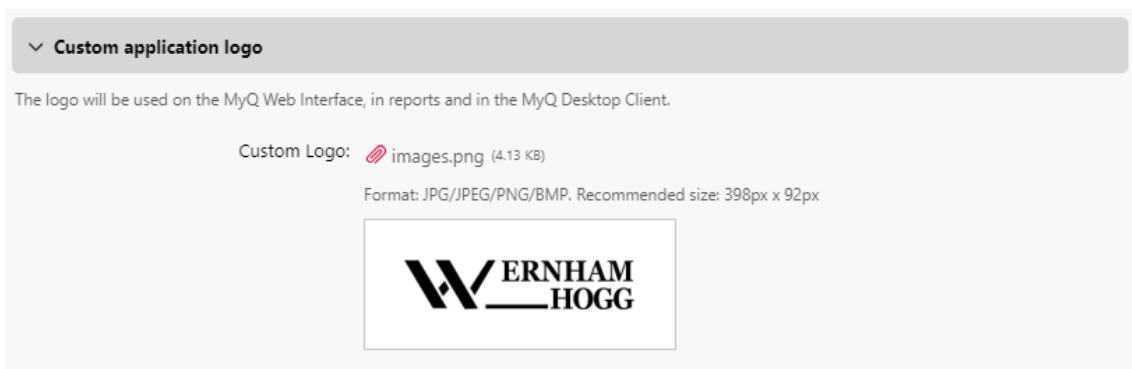 Custom application logo
The logo will be used on the MyQ Web Interface, in reports and in the MyQ Desktop Client.
Custom Logo: images.png (4.13 KB)
Format: JPG/JPEG/PNG/BMP. Recommended size: 398px x 92px
WERNHAM
HOGG